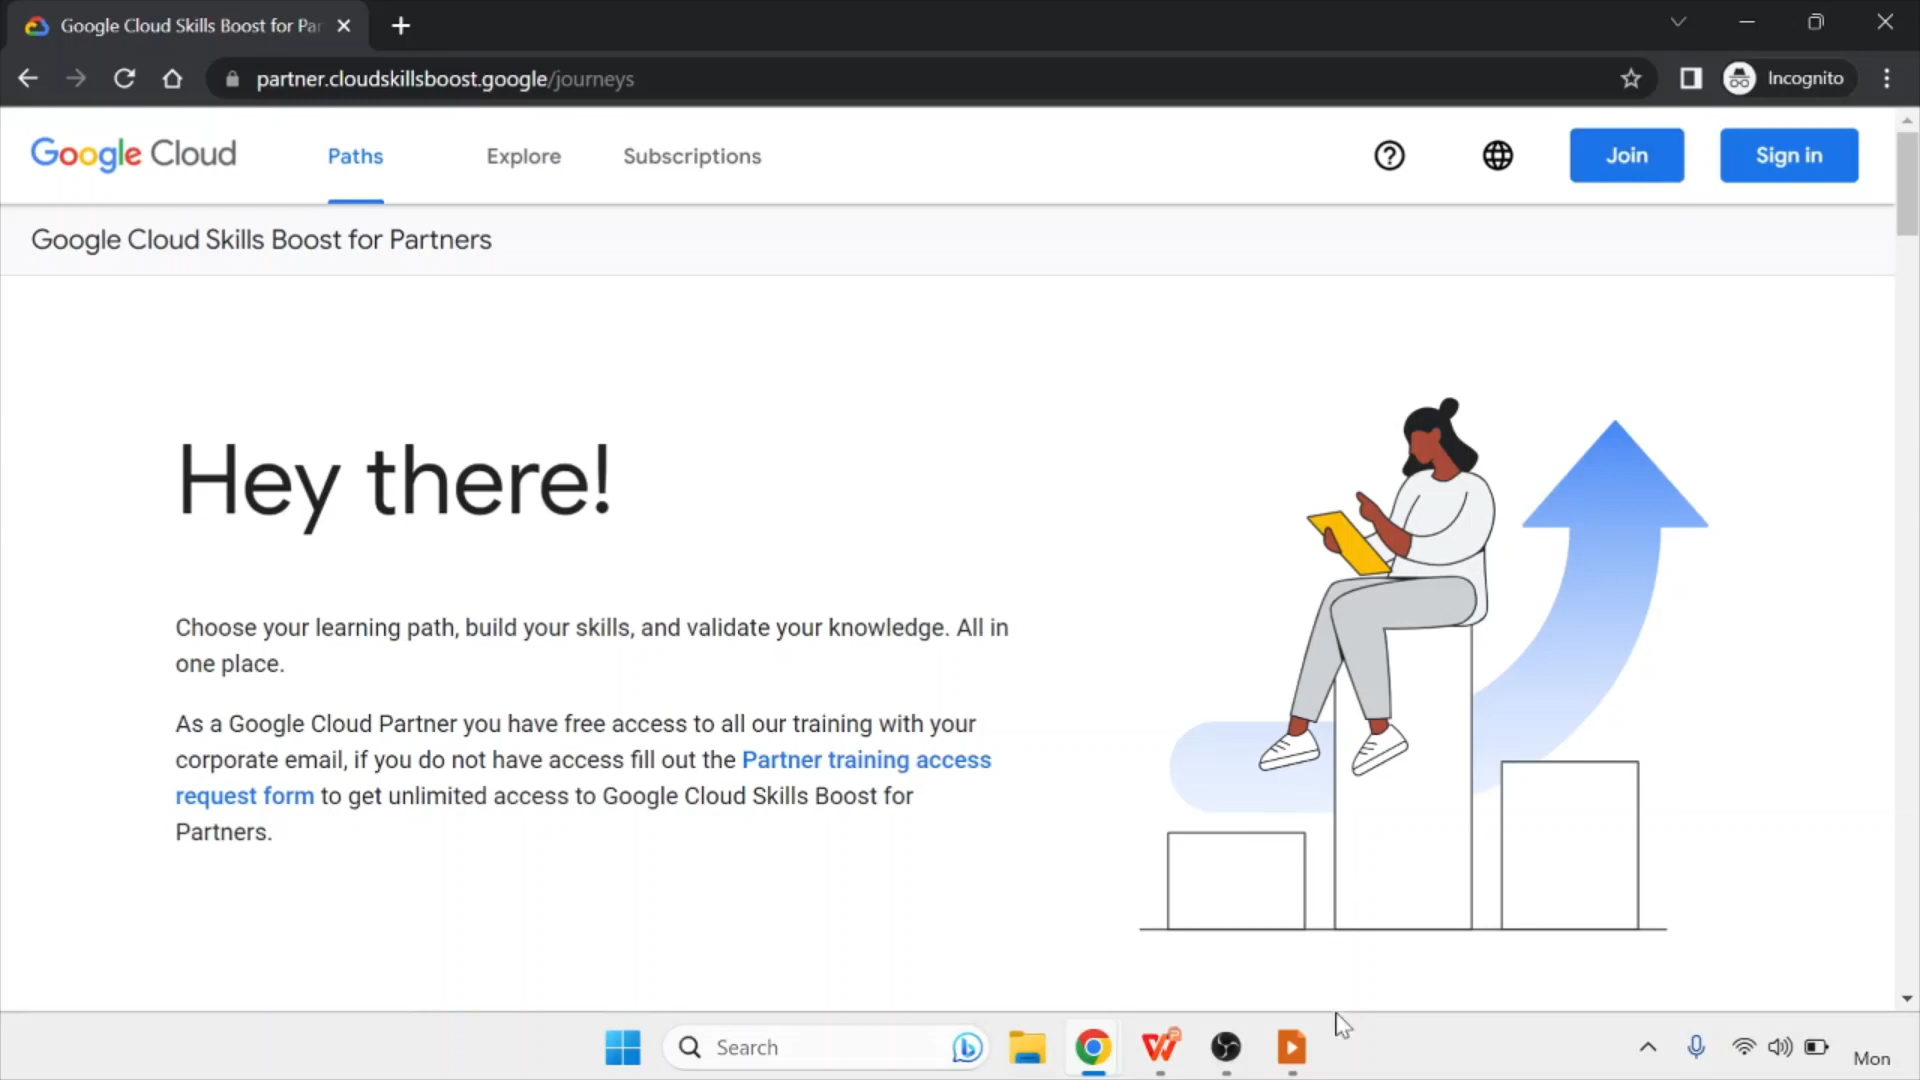 Google Cloud Skills Boost for Par
partner.cloudskillsboost.google/journeys
Incognito
Google Cloud
Paths
Explore
Subscriptions
Join
Sign in
Google Cloud Skills Boost for Partners
Hey there!
Choose your learning path, build your skills, and validate your knowledge. All in
one place.
As a Google Cloud Partner you have free access to all our training with your
corporate email, if you do not have access fill out the Partner training access
request form to get unlimited access to Google Cloud Skills Boost for
Partners.
Search
Mon